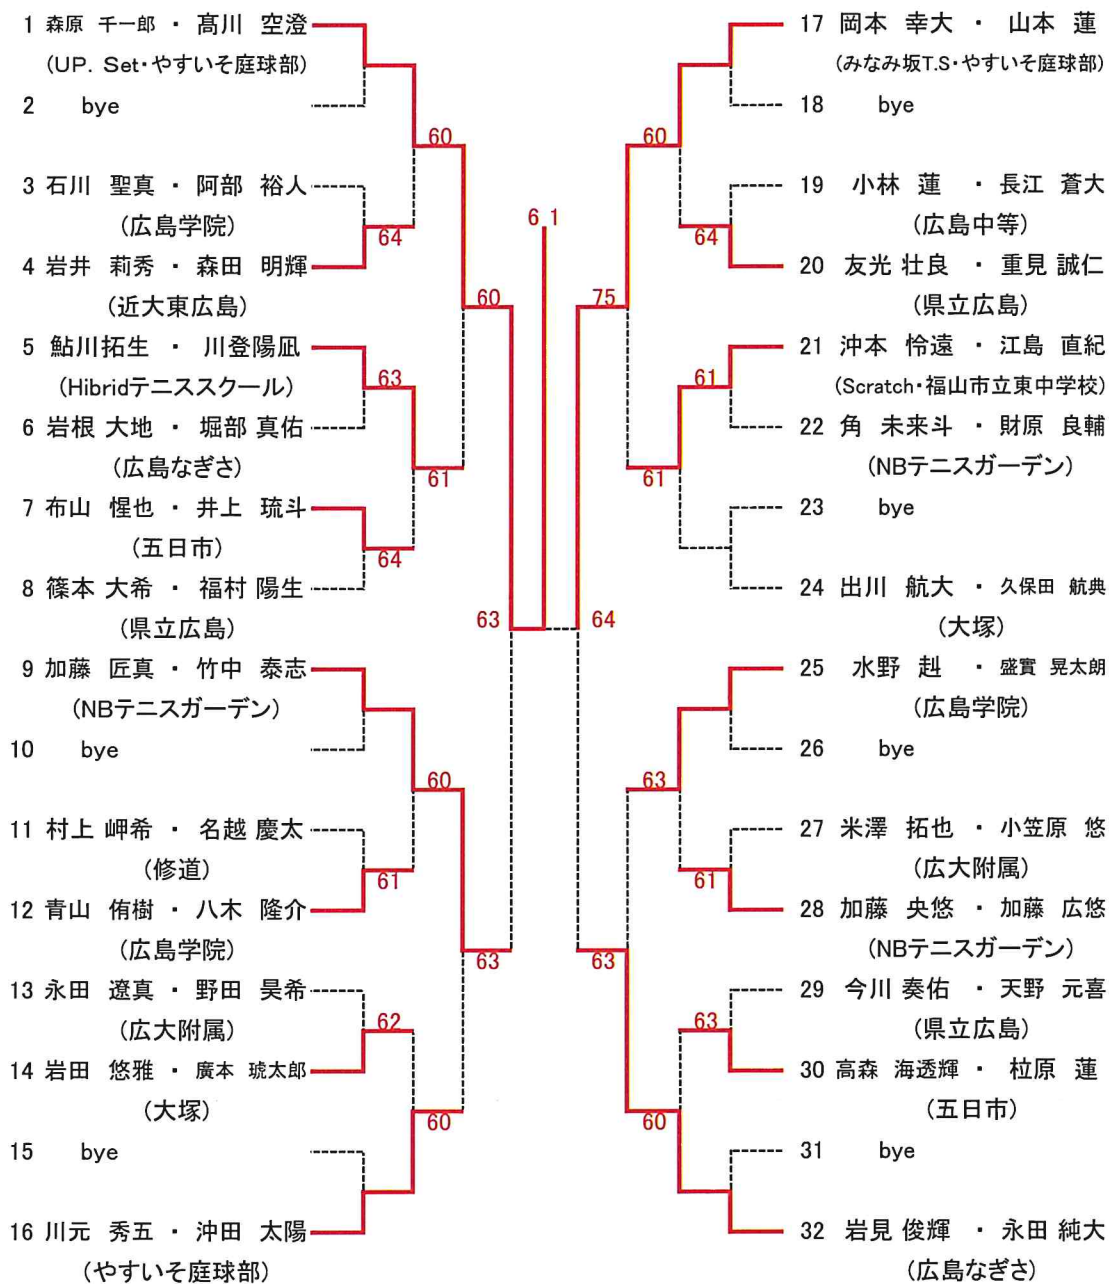 1 森原 千一郎 ・ 髙川 空澄
(UP. Set・やすいそ庭球部)
2 bye
60
3 石川 聖真 ・ 阿部 裕人
(広島学院)
64
4 岩井 莉秀 ・ 森田 明輝
(近大東広島)
60
5 鮎川拓生 ・ 川登陽凪
(Hibridテニススクール)
63
6 岩根 大地 ・ 堀部 真佑
(広島なぎさ)
61
7 布山 惺也 ・ 井上 琉斗
(五日市)
64
8 篠本 大希 ・ 福村 陽生
(県立広島)
63
9 加藤 匠真 ・ 竹中 泰志
(NBテニスガーデン)
10 bye
60
11 村上 岬希 ・ 名越 慶太
(修道)
61
12 青山 侑樹 ・ 八木 隆介
(広島学院)
63
13 永田 遼真 ・ 野田 昊希
(広大附属)
62
14 岩田 悠雅 ・ 廣本 琥太郎
(大塚)
60
15 bye
16 川元 秀五 ・ 沖田 太陽
(やすいそ庭球部)
6 1
17 岡本 幸大 ・ 山本 蓮
(みなみ坂T.S・やすいそ庭球部)
18 bye
60
19 小林 蓮 ・ 長江 蒼大
(広島中等)
64
20 友光 壮良 ・ 重見 誠仁
(県立広島)
75
21 沖本 怜遠 ・ 江島 直紀
(Scratch・福山市立東中学校)
61
22 角 未来斗 ・ 財原 良輔
(NBテニスガーデン)
61
23 bye
24 出川 航大 ・ 久保田 航典
(大塚)
64
25 水野 赳 ・ 盛實 晃太朗
(広島学院)
26 bye
63
27 米澤 拓也 ・ 小笠原 悠
(広大附属)
61
28 加藤 央悠 ・ 加藤 広悠
(NBテニスガーデン)
63
29 今川 奏佑 ・ 天野 元喜
(県立広島)
63
30 高森 海透輝 ・ 柆原 蓮
(五日市)
60
31 bye
32 岩見 俊輝 ・ 永田 純大
(広島なぎさ)